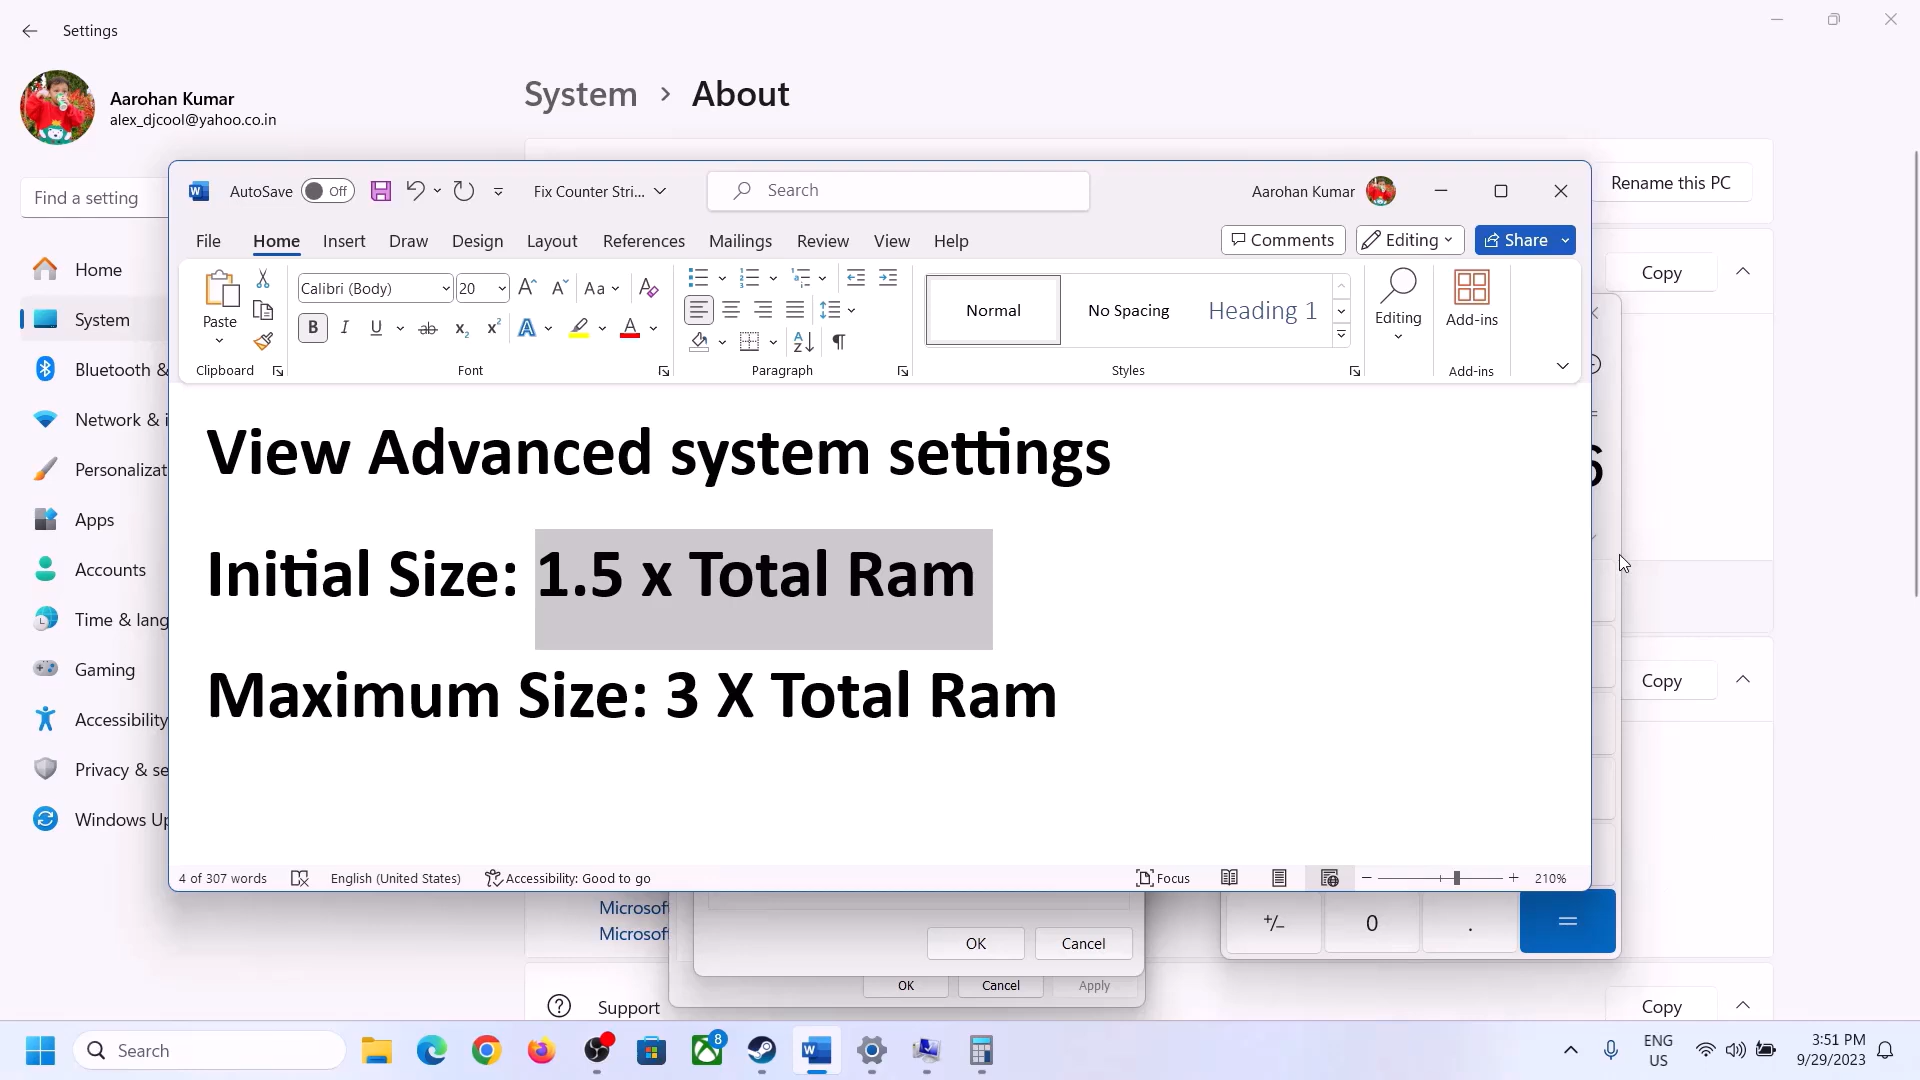 Settings
Aarohan Kumar
alex_djcool@yahoo.co.in
System > About
Find a setting
Home
System
Bluetooth &
Network & i
Personalizat
Apps
Accounts
Time & lang
Gaming
Accessibility
Privacy & se
Windows Up
Rename this PC
Copy
Copy
Copy
AutoSave Off
Fix Counter Stri...
Search
Aarohan Kumar
File Home Insert Draw Design Layout References Mailings Review View Help
Comments Editing Share
Paste
Calibri (Body) 20
Normal No Spacing Heading 1
Editing
Add-ins
Clipboard Font Paragraph Styles Add-ins
View Advanced system settings
Initial Size: 1.5 x Total Ram
Maximum Size: 3 X Total Ram
4 of 307 words English (United States) Accessibility: Good to go Focus 210%
Microsof
Microsof
OK Cancel
OK Cancel Apply
+/- 0 . =
Support
Search
8
ENG
US
3:51 PM
9/29/2023